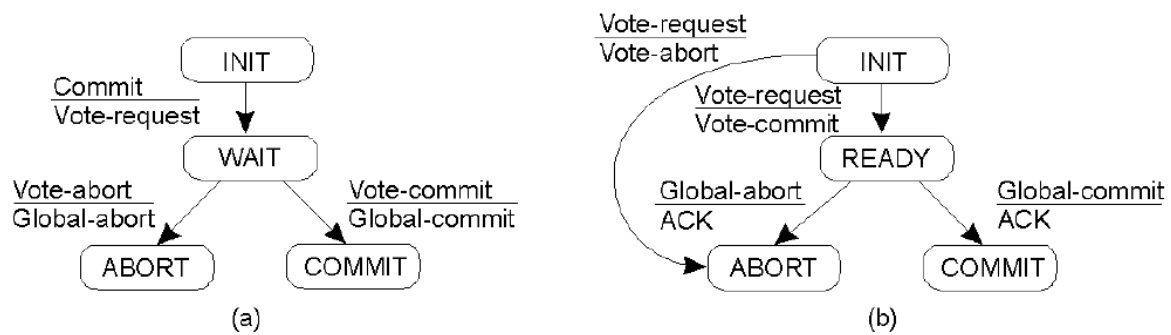 INIT
Commit
Vote-request
WAIT
Vote-abort
Global-abort
Vote-commit
Global-commit
ABORT
COMMIT
(a)
Vote-request
Vote-abort
INIT
Vote-request
Vote-commit
READY
Global-abort
ACK
Global-commit
ACK
ABORT
COMMIT
(b)